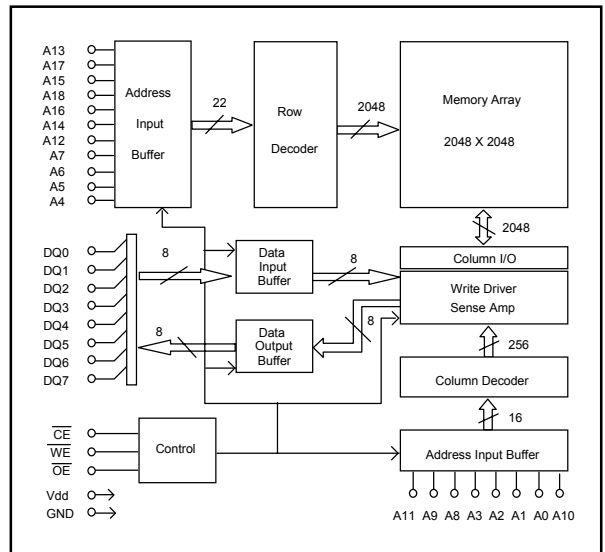 A13
A17
A15
A18
A16
A14
A12
A7
A6
A5
A4
Address
Input
Buffer
22
Row
Decoder
2048
Memory Array
2048 X 2048
2048
DQ0
DQ1
DQ2
DQ3
DQ4
DQ5
DQ6
DQ7
8
Data
Input
Buffer
8
Column I/O
Write Driver
Sense Amp
8
Data
Output
Buffer
8
256
Column Decoder
16
CE
WE
OE
Control
Address Input Buffer
Vdd
GND
A11 A9 A8 A3 A2 A1 A0 A10